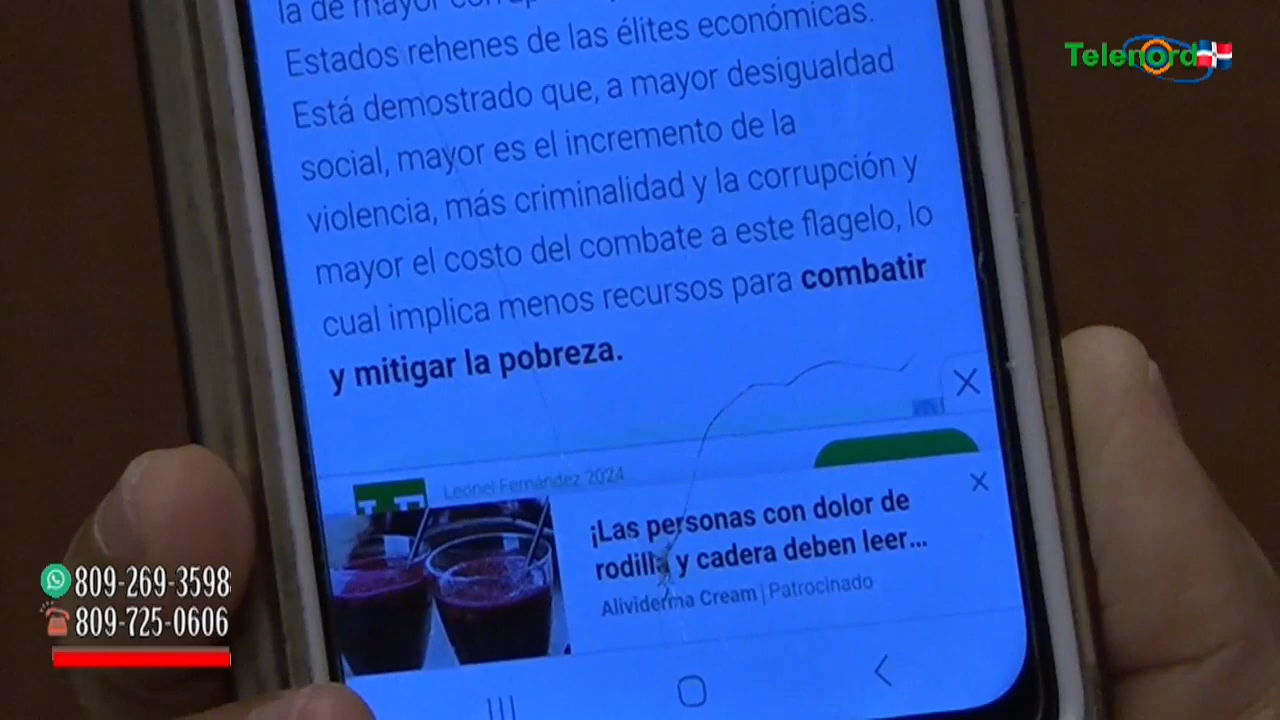 la de mayor
Estados rehenes de las élites económicas.
Está demostrado que, a mayor desigualdad
social, mayor es el incremento de la
violencia, más criminalidad y la corrupción y
mayor el costo del combate a este flagelo, lo
cual implica menos recursos para combatir
y mitigar la pobreza.
Leonel Fernández 2024
¡Las personas con dolor de
rodilla y cadera deben leer...
Alividerma Cream | Patrocinado
Telenord
809-269-3598
809-725-0606